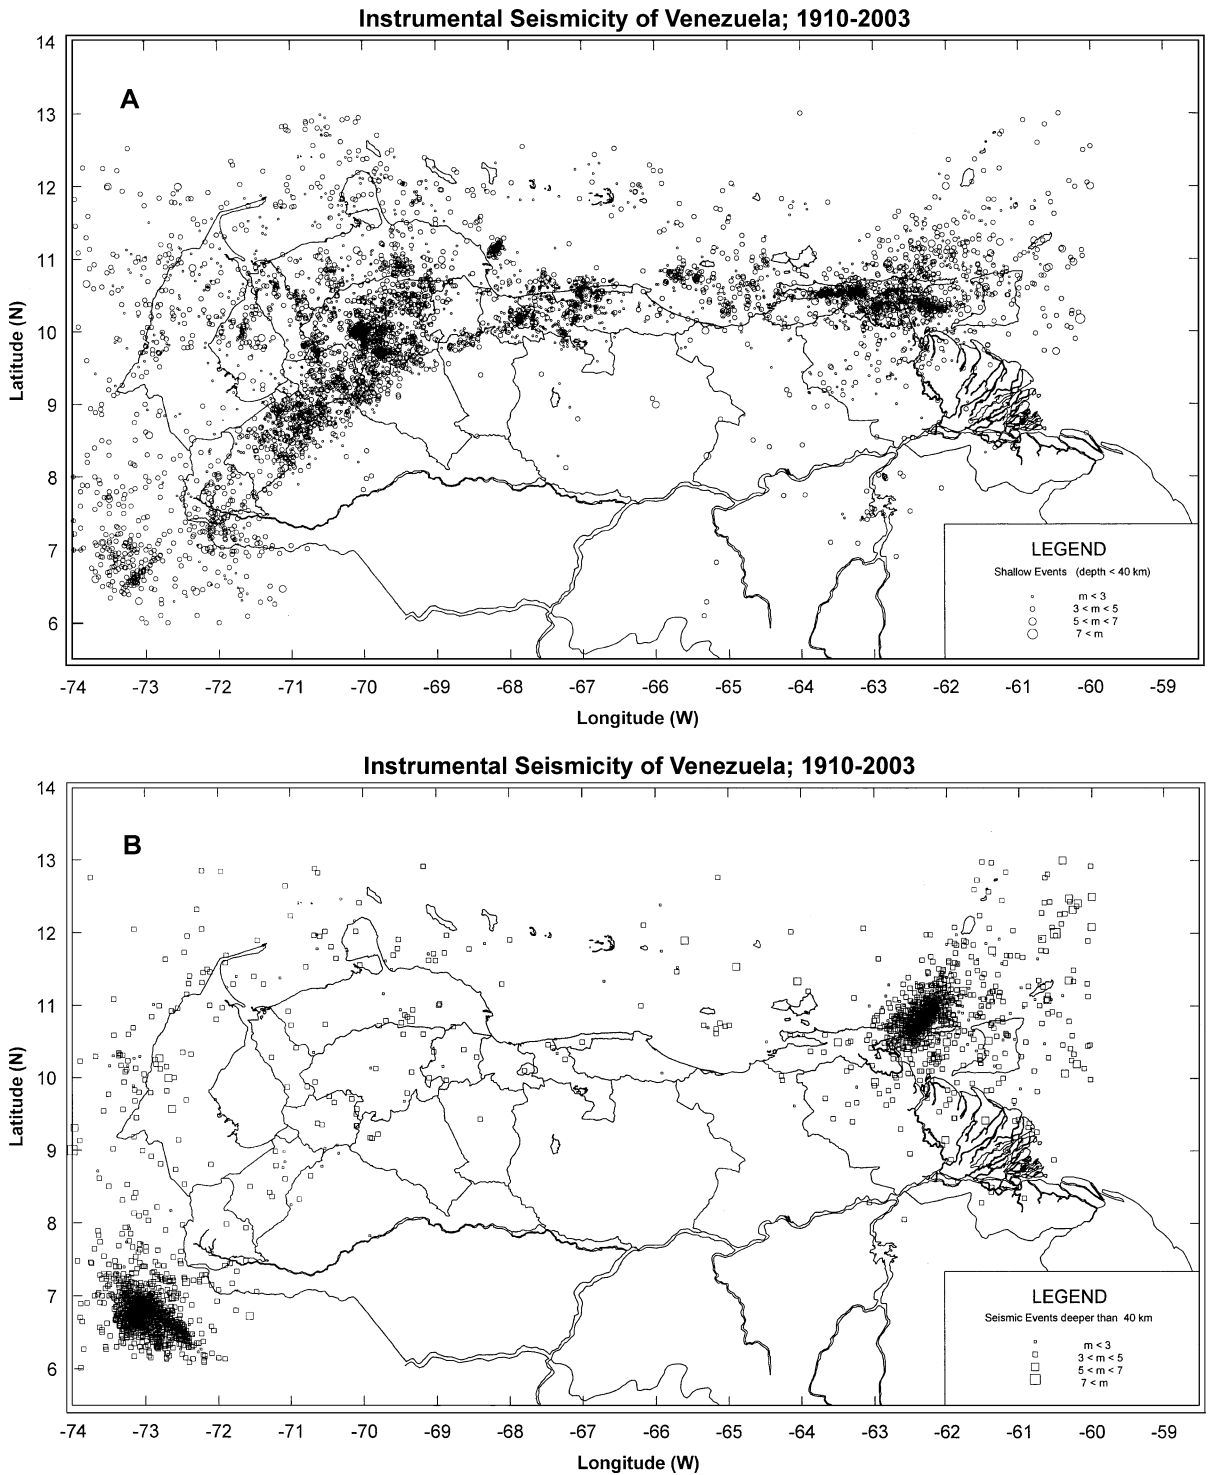 Instrumental Seismicity of Venezuela; 1910-2003
14
A
13
12
11
10
9
8
7
6
Latitude (N)
LEGEND
Shallow Events (depth < 40 km)
m < 3
3 < m < 5
5 < m < 7
7 < m
-74 -73 -72 -71 -70 -69 -68 -67 -66 -65 -64 -63 -62 -61 -60 -59
Longitude (W)
Instrumental Seismicity of Venezuela; 1910-2003
14
B
13
12
11
10
9
8
7
6
Latitude (N)
LEGEND
Seismic Events deeper than 40 km
m < 3
3 < m < 5
5 < m < 7
7 < m
-74 -73 -72 -71 -70 -69 -68 -67 -66 -65 -64 -63 -62 -61 -60 -59
Longitude (W)